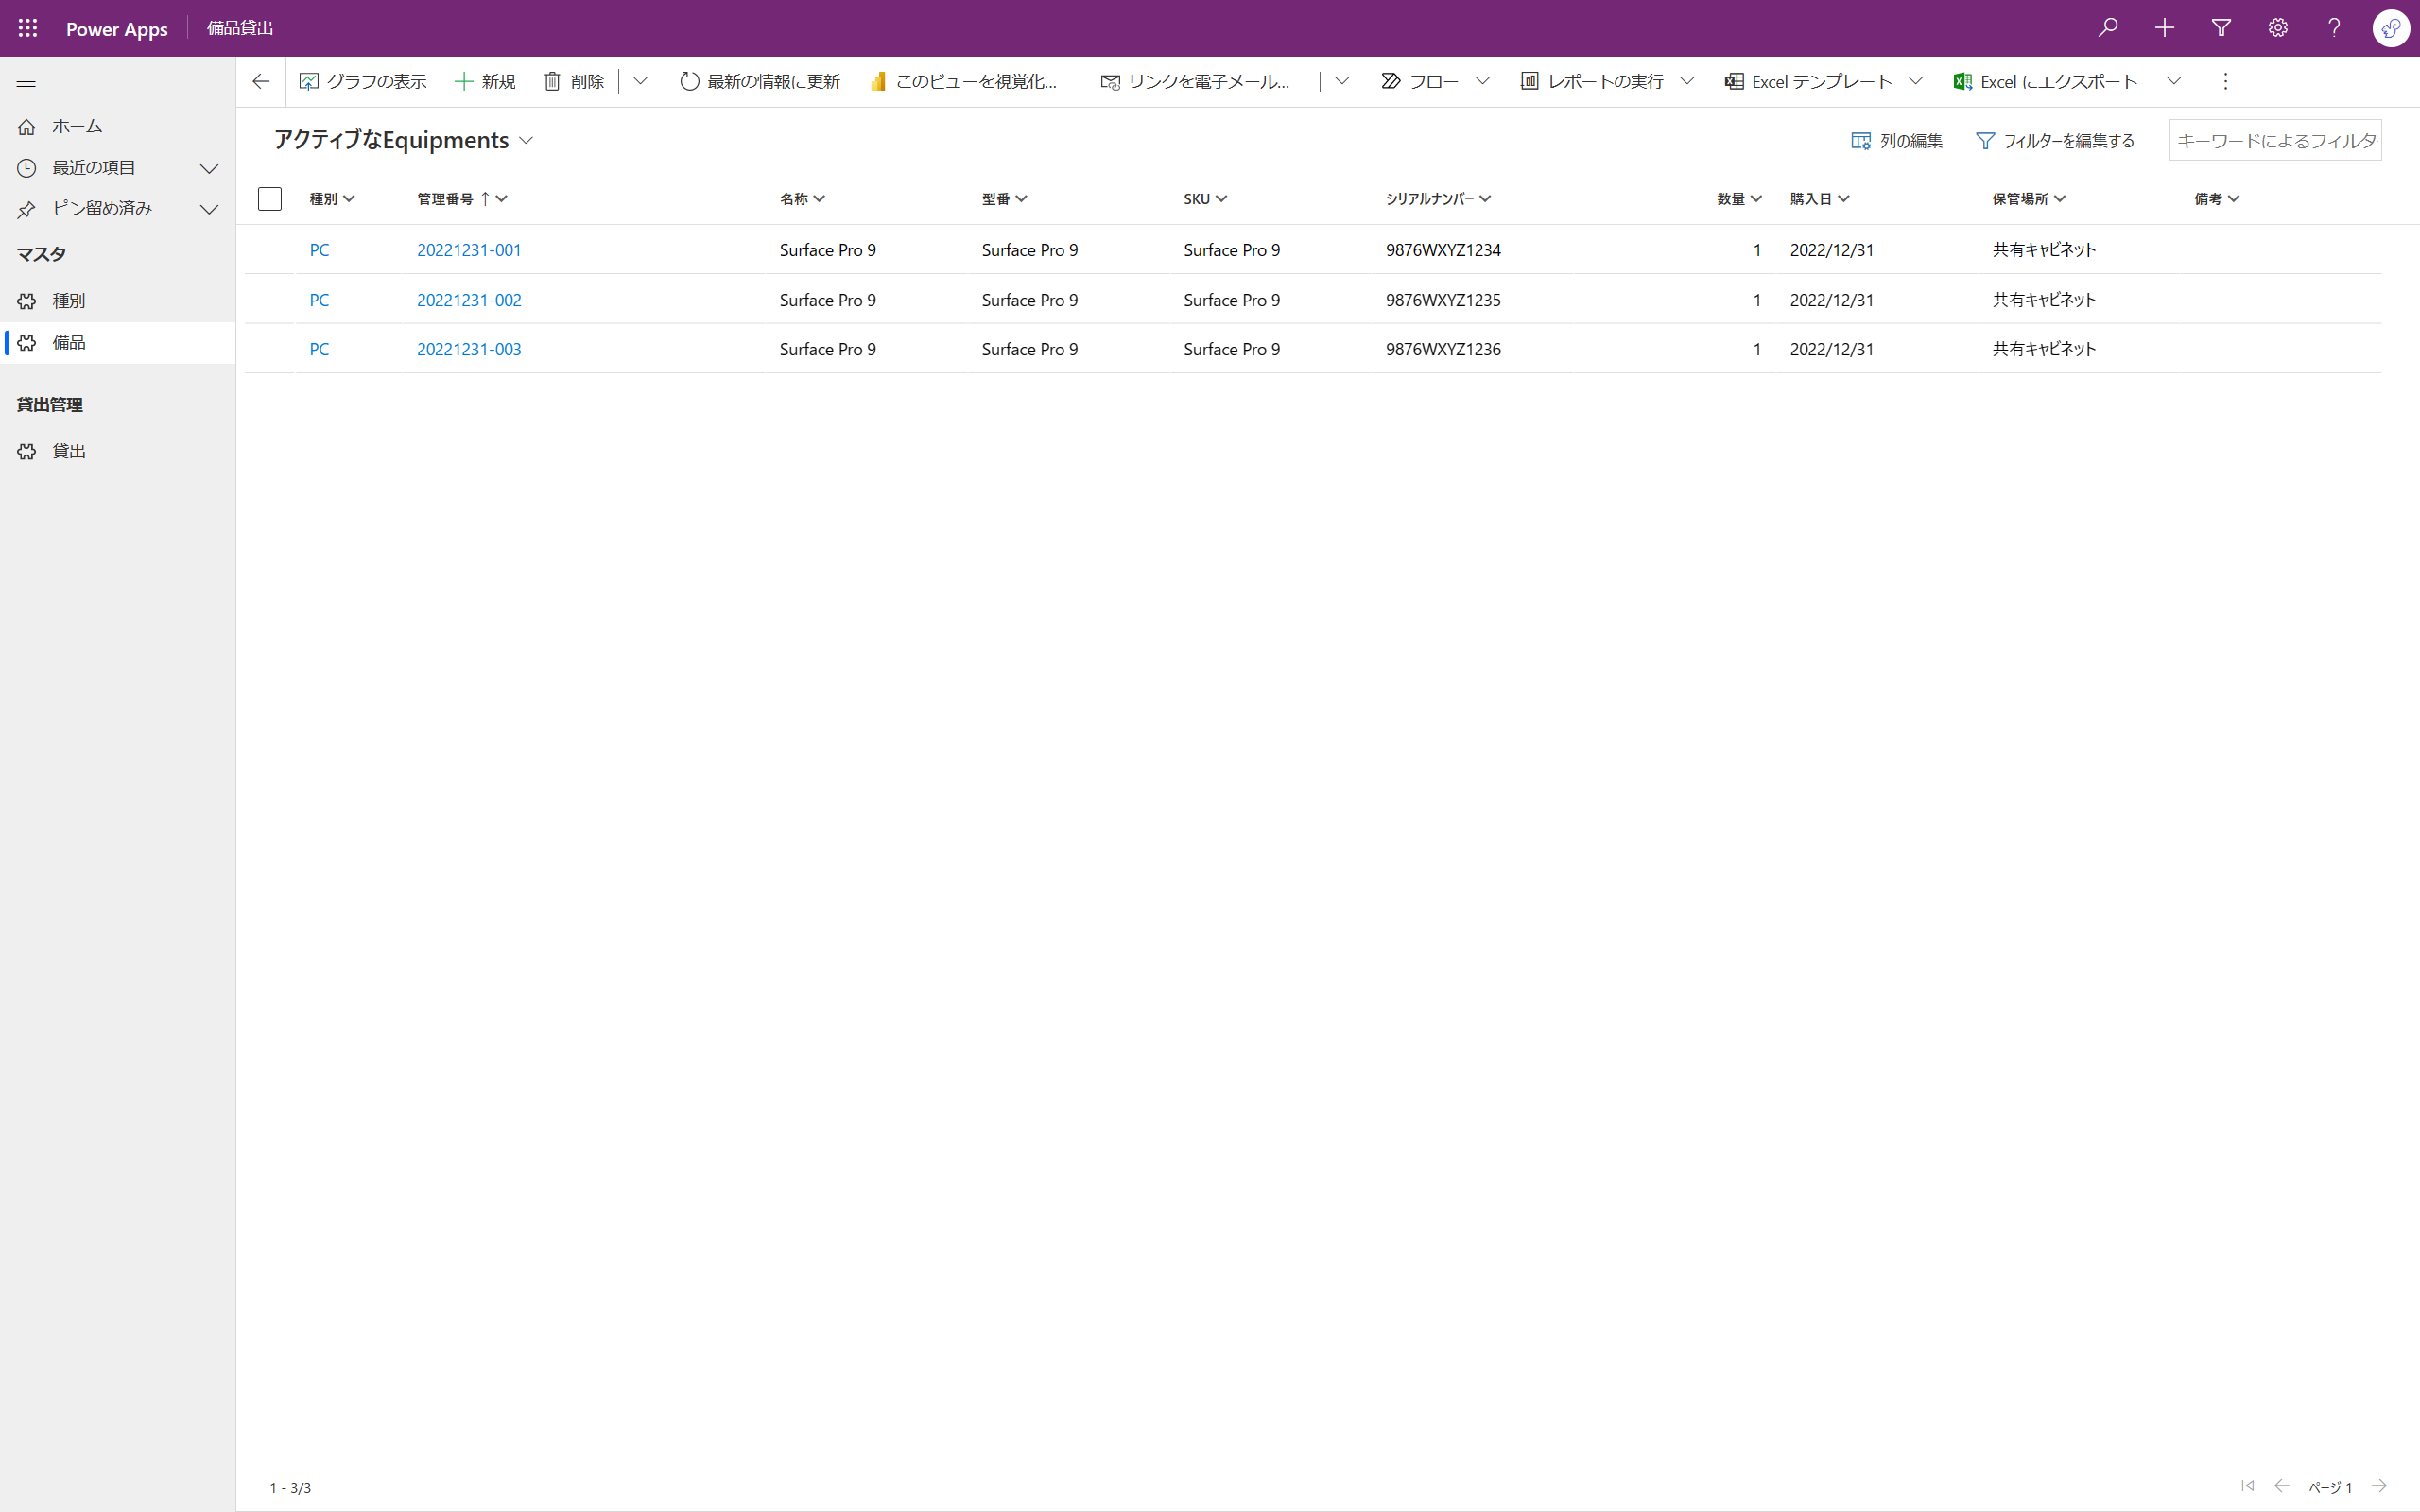 Power Apps 備品貸出
グラフの表示 新規 削除 最新の情報に更新 このビューを視覚化... リンクを電子メール... フロー レポートの実行 Excel テンプレート Excel にエクスポート
ホーム
最近の項目
ピン留め済み
マスタ
種別
備品
貸出管理
貸出
アクティブなEquipments 列の編集 フィルターを編集する キーワードによるフィルタ
種別 管理番号 ↑ 名称 型番 SKU シリアルナンバー 数量 購入日 保管場所 備考
PC 20221231-001 Surface Pro 9 Surface Pro 9 Surface Pro 9 9876WXYZ1234 1 2022/12/31 共有キャビネット
PC 20221231-002 Surface Pro 9 Surface Pro 9 Surface Pro 9 9876WXYZ1235 1 2022/12/31 共有キャビネット
PC 20221231-003 Surface Pro 9 Surface Pro 9 Surface Pro 9 9876WXYZ1236 1 2022/12/31 共有キャビネット
1 - 3/3 ページ 1